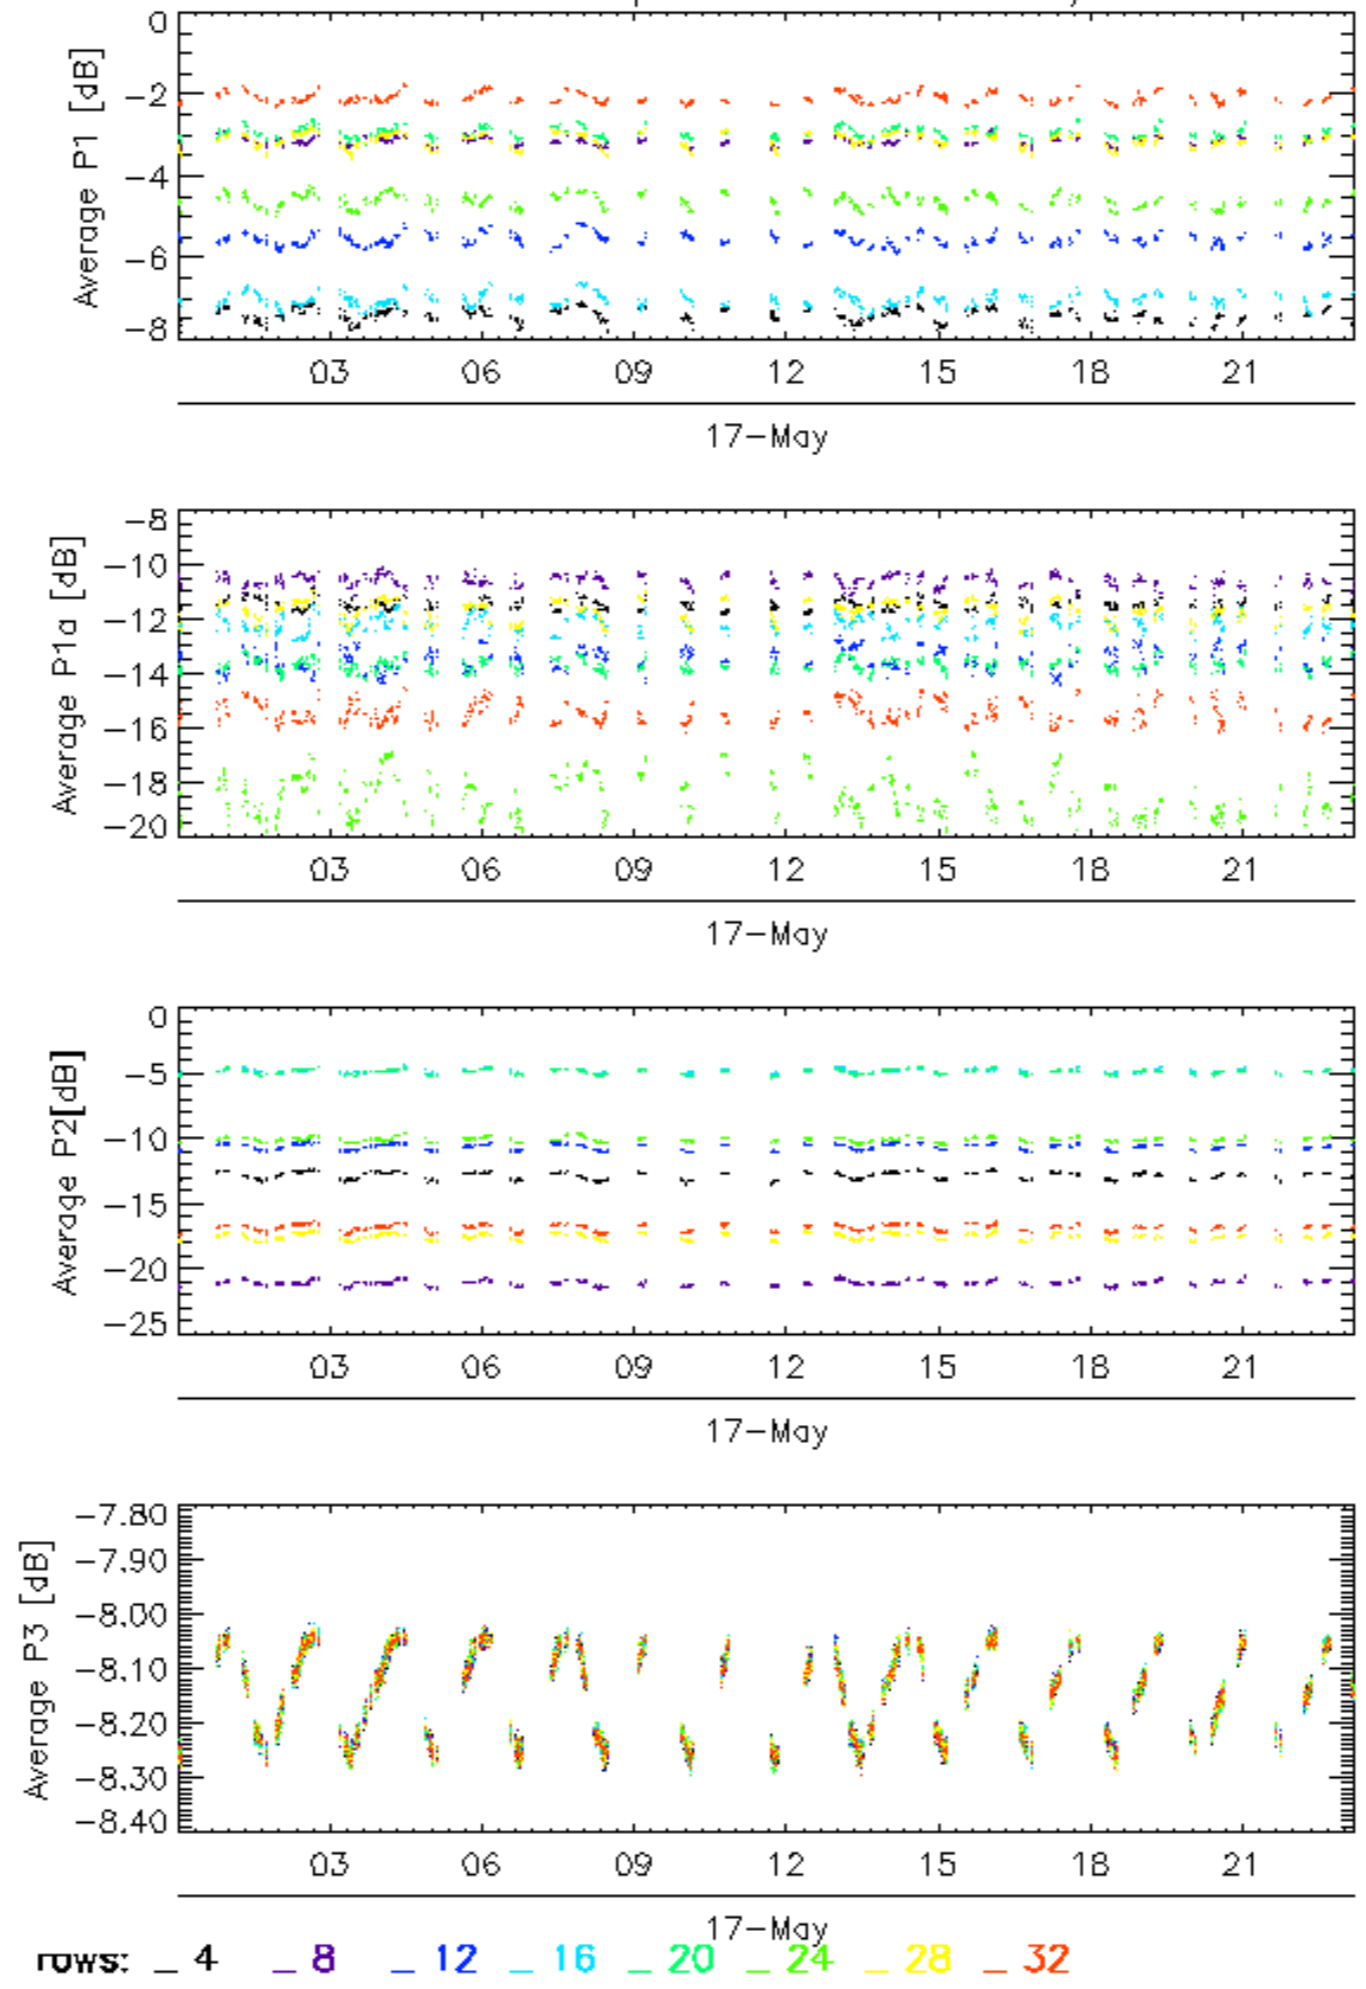 Average P1 [dB]
0
−2
−4
−6
−8
03 06 09 12 15 18 21
17−May
Average P1a [dB]
−8
−10
−12
−14
−16
−18
−20
03 06 09 12 15 18 21
17−May
Average P2[dB]
0
−5
−10
−15
−20
−25
03 06 09 12 15 18 21
17−May
Average P3 [dB]
−7.80
−7.90
−8.00
−8.10
−8.20
−8.30
−8.40
03 06 09 12 15 18 21
17−May
rows: _ 4 _ 8 _ 12 _ 16 _ 20 _ 24 _ 28 _ 32